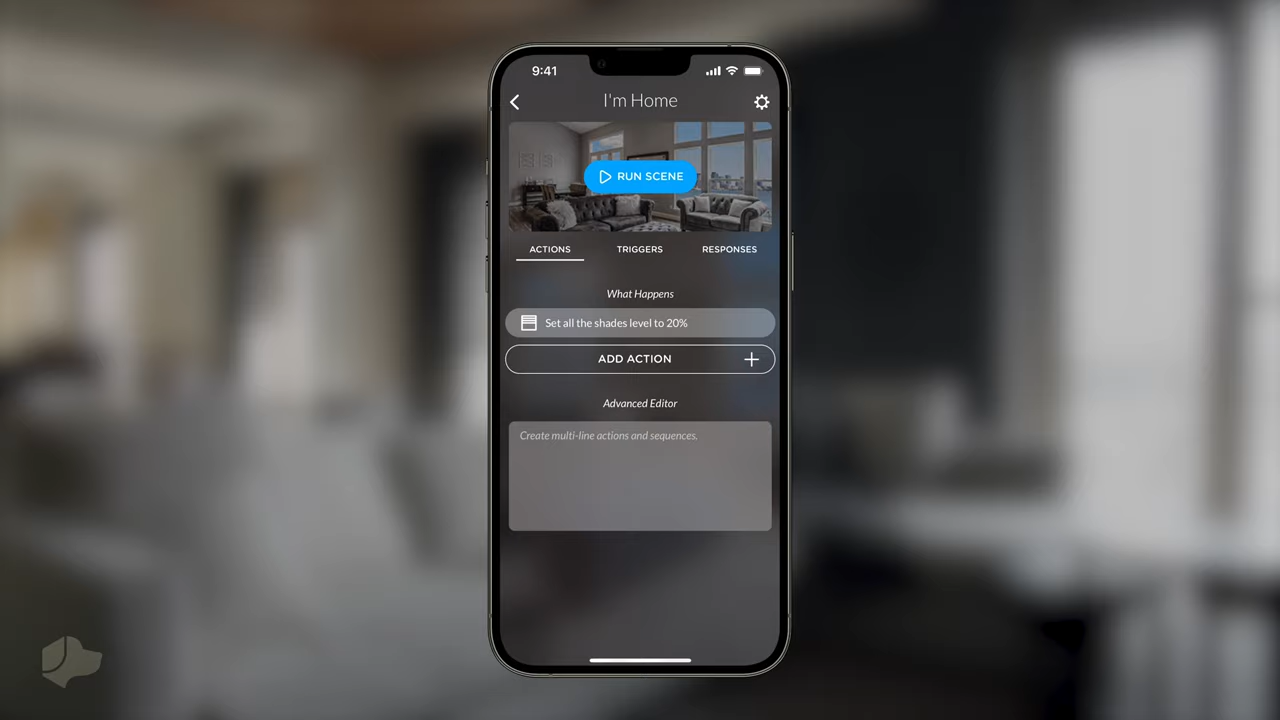 9:41
I'm Home
RUN SCENE
ACTIONS TRIGGERS RESPONSES
What Happens
Set all the shades level to 20%
ADD ACTION
Advanced Editor
Create multi-line actions and sequences.